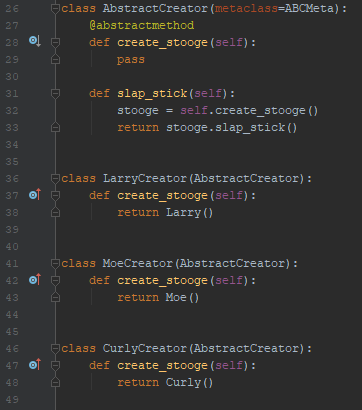 26 class AbstractCreator(metaclass=ABCMeta):
27     @abstractmethod
28     def create_stooge(self):
29         pass
30
31     def slap_stick(self):
32         stooge = self.create_stooge()
33         return stooge.slap_stick()
34
35
36 class LarryCreator(AbstractCreator):
37     def create_stooge(self):
38         return Larry()
39
40
41 class MoeCreator(AbstractCreator):
42     def create_stooge(self):
43         return Moe()
44
45
46 class CurlyCreator(AbstractCreator):
47     def create_stooge(self):
48         return Curly()
49